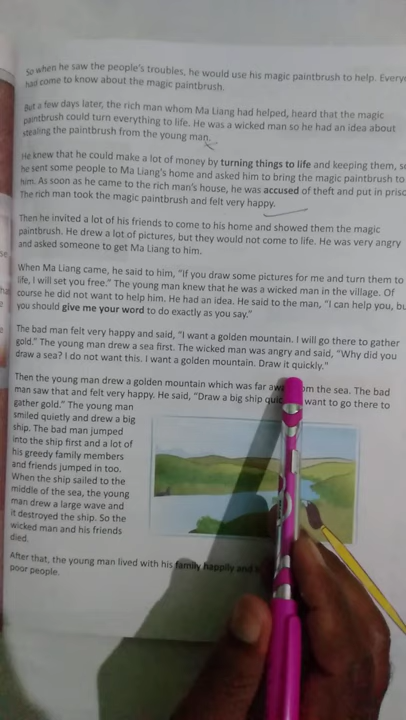 So when he saw the people's troubles, he would use his magic paintbrush to help.
had come to know about the magic paintbrush.
But a few days later, the rich man whom Ma Liang had helped, heard that the magic
paintbrush could turn everything to life. He was a wicked man so he had an idea about
stealing the paintbrush from the young man.
He knew that he could make a lot of money by turning things to life and keeping them,
he sent some people to Ma Liang's home and asked him to bring the magic paintbrush to
him. As soon as he came to the rich man's house, he was accused of theft and put in
The rich man took the magic paintbrush and felt very happy.
Then he invited a lot of his friends to come to his home and showed them the magic
paintbrush. He drew a lot of pictures, but they would not come to life. He was very angry
and asked someone to get Ma Liang to him.
When Ma Liang came, he said to him, "If you draw some pictures for me and turn them to
life, I will set you free." The young man knew that he was a wicked man in the village. Of
course he did not want to help him. He had an idea. He said to the man, "I can help you,
you should give me your word to do exactly as you say."
The bad man felt very happy and said, "I want a golden mountain. I will go there to gather
gold." The young man drew a sea first. The wicked man was angry and said, "Why did you
draw a sea? I do not want this. I want a golden mountain. Draw it quickly."
Then the young man drew a golden mountain which was far from the sea. The bad
man saw that and felt very happy. He said, "Draw a big ship want to go there to
gather gold." The young man
smiled quietly and drew a big
ship. The bad man jumped
into the ship first and a lot of
his greedy family members
and friends jumped in too.
When the ship sailed to the
middle of the sea, the young
man drew a large wave and
it destroyed the ship. So the
wicked man and his friends
died.
After that, the young man lived with his family happily and
poor people.